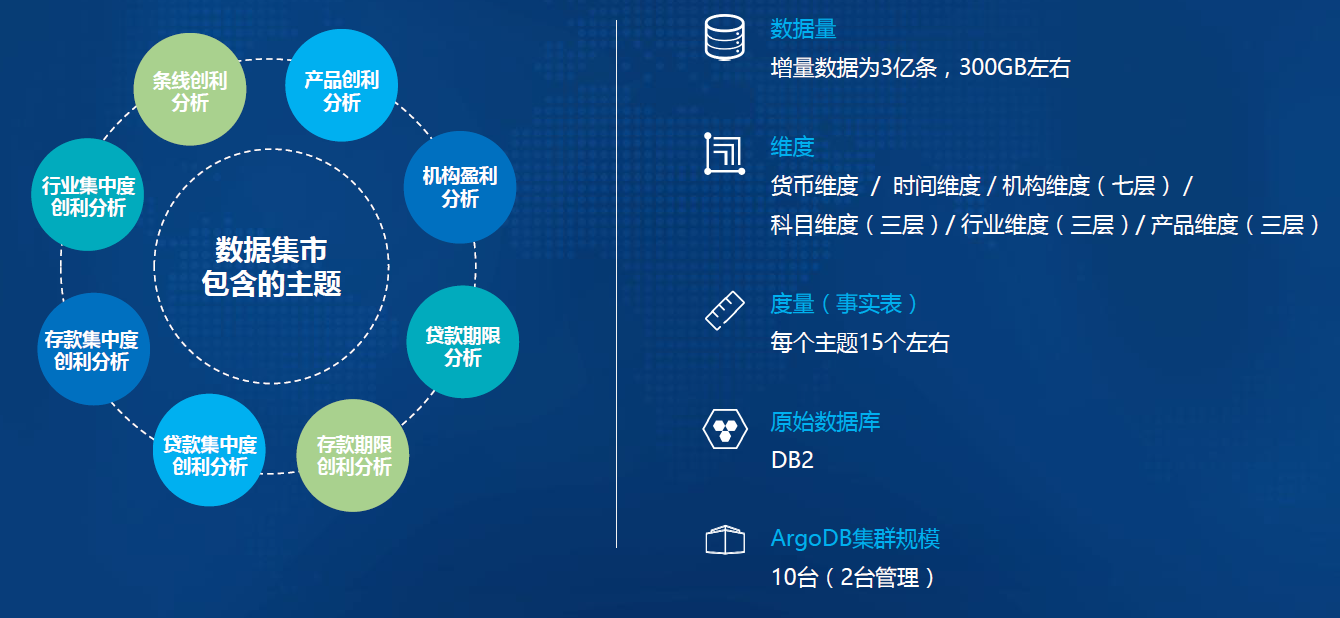 条线创利
分析
产品创利
分析
行业集中度
创利分析
机构盈利
分析
数据集市
包含的主题
存款集中度
创利分析
贷款期限
分析
贷款集中度
创利分析
存款期限
创利分析
数据量
增量数据为3亿条，300GB左右
维度
货币维度 / 时间维度 / 机构维度（七层） /
科目维度（三层）/ 行业维度（三层）/ 产品维度（三层）
度量（事实表）
每个主题15个左右
原始数据库
DB2
ArgoDB集群规模
10台（2台管理）